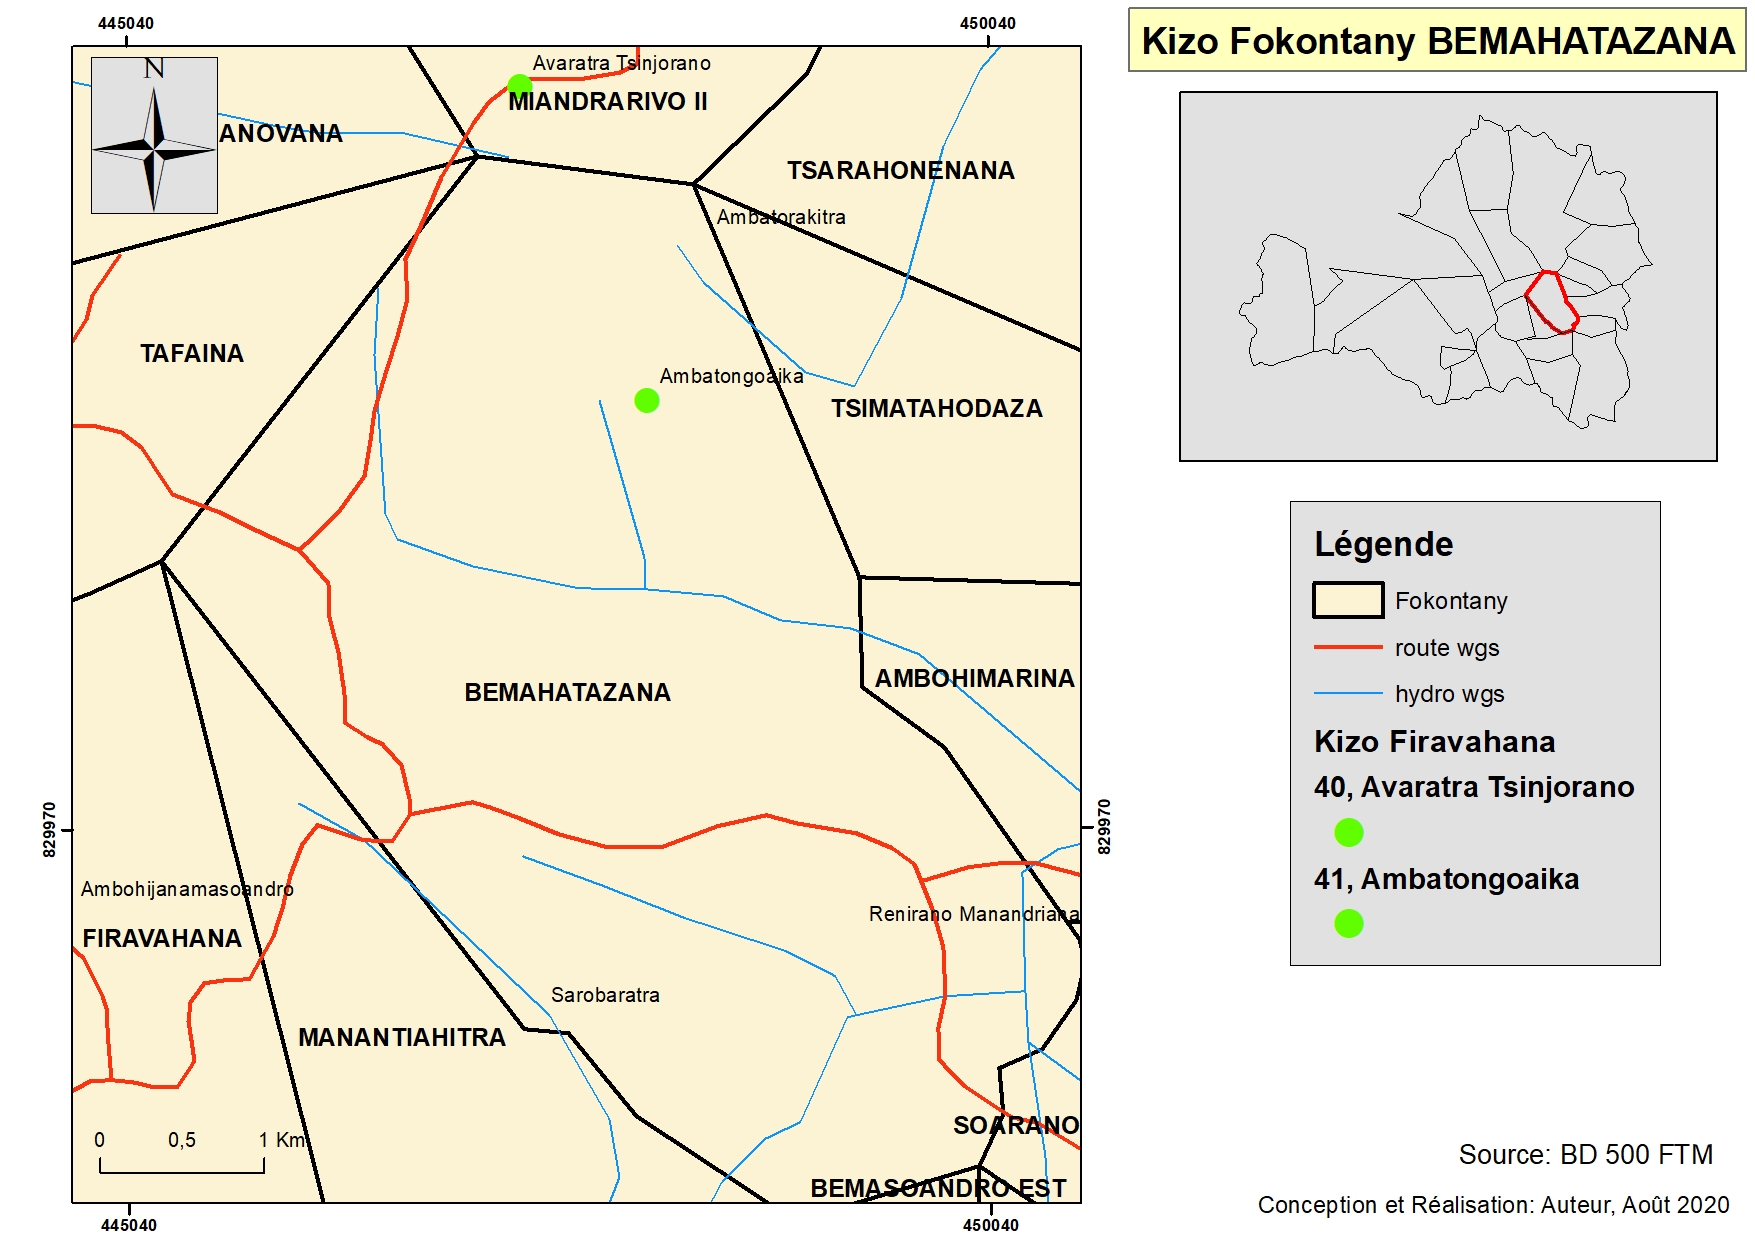 445040
450040
Kizo Fokontany BEMAHATAZANA
N
Avaratra Tsinjorano
MIANDRARIVO II
ANOVANA
TSARAHONENANA
Ambatorakitra
TAFAINA
Ambatongoaika
TSIMATAHODAZA
Légende
Fokontany
route wgs
hydro wgs
Kizo Firavahana
40, Avaratra Tsinjorano
41, Ambatongoaika
BEMAHATAZANA
AMBOHIMARINA
829970
829970
Ambohijanamasoandro
Renirano Manandriana
FIRAVAHANA
Sarobaratra
MANANTIAHITRA
SOARANO
0 0,5 1 Km
BEMASOANDRO EST
Source: BD 500 FTM
Conception et Réalisation: Auteur, Août 2020
445040
450040